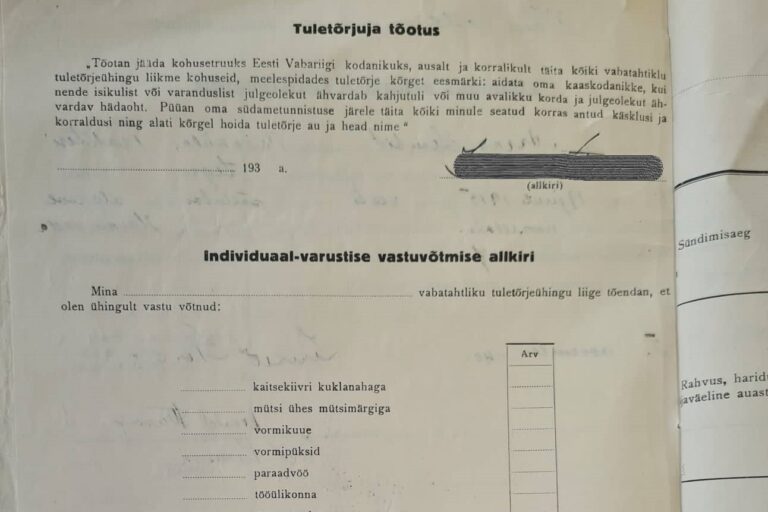 Tuletõrjuja tõotus
„Tõotan jääda kohusetruuks Eesti Vabariigi kodanikuks, ausalt ja korralikult täita kõiki vabatahtliku
tuletõrjeühingu liikme kohuseid, meelespidades tuletõrje kõrget eesmärki: aidata oma kaaskodanikke, kui
nende isikulist või varanduslist julgeolekut ähvardab kahjutuli või muu avalikku korda ja julgeolekut äh-
vardav hädaoht. Püüan oma südametunnistuse järele täita kõiki minule seatud korras antud käsklusi ja
korraldusi ning alati kõrgel hoida tuletõrje au ja head nime"
193 a.
(allkiri)
Individuaal-varustise vastuvõtmise allkiri
Mina vabatahtliku tuletõrjeühingu liige tõendan, et
olen ühingult vastu võtnud:
Arv
kaitsekiivri kuklanahaga
mütsi ühes mütsimärgiga
vormikuue
vormipüksid
paraadvöö
tööülikonna
Sündimisaeg
Rahvus, haridu
javäeline auast